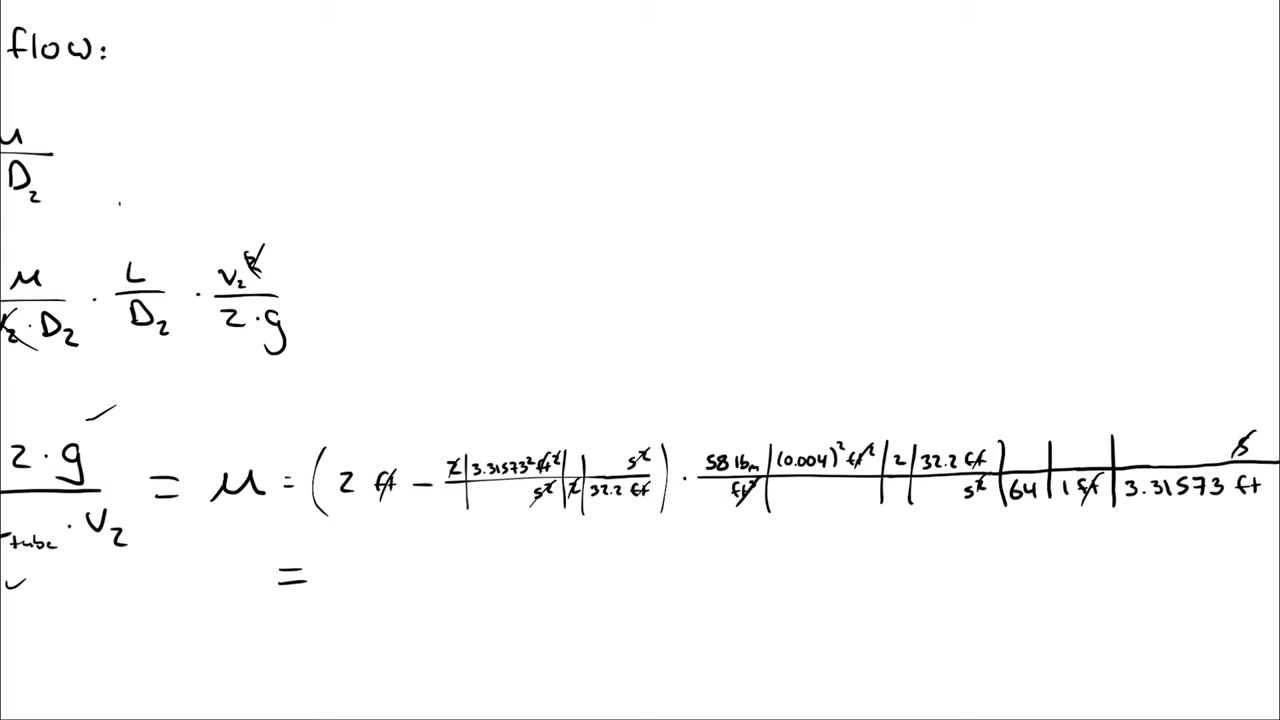 flow:
μ
D₂
μ / · D₂ · L / D₂ · v₂² / 2 · g
2 · g / tube · v₂ = μ = ( 2 ft − 2 | 3.31573² ft² | s² / s² | 2 | 32.2 ft ) · 58 lbₘ | (0.004)² ft² | 2 | 32.2 ft | s / ft³ | s² | 64 | 1 ft | 3.31573 ft
=